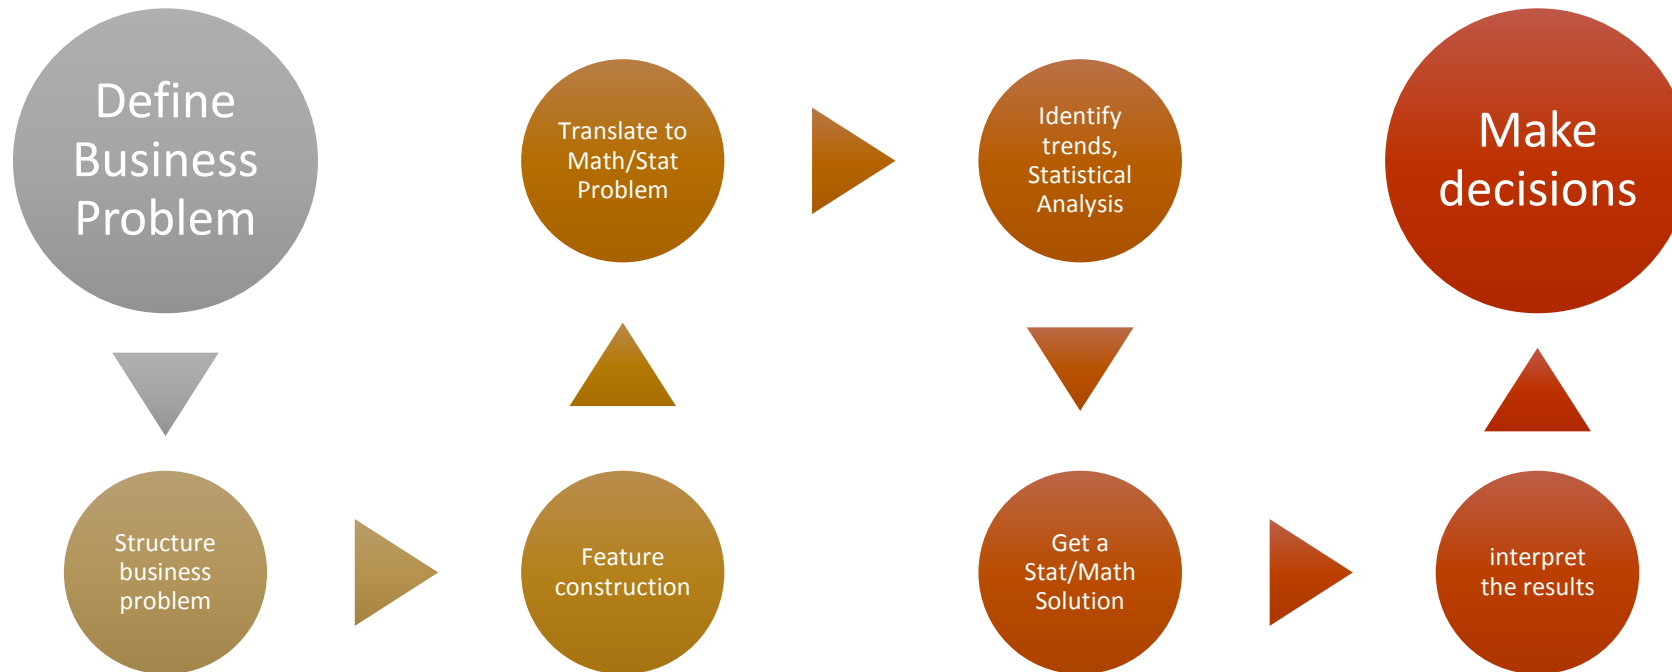 Define
Business
Problem
Structure
business
problem
Feature
construction
Translate to
Math/Stat
Problem
Identify
trends,
Statistical
Analysis
Get a
Stat/Math
Solution
interpret
the results
Make
decisions